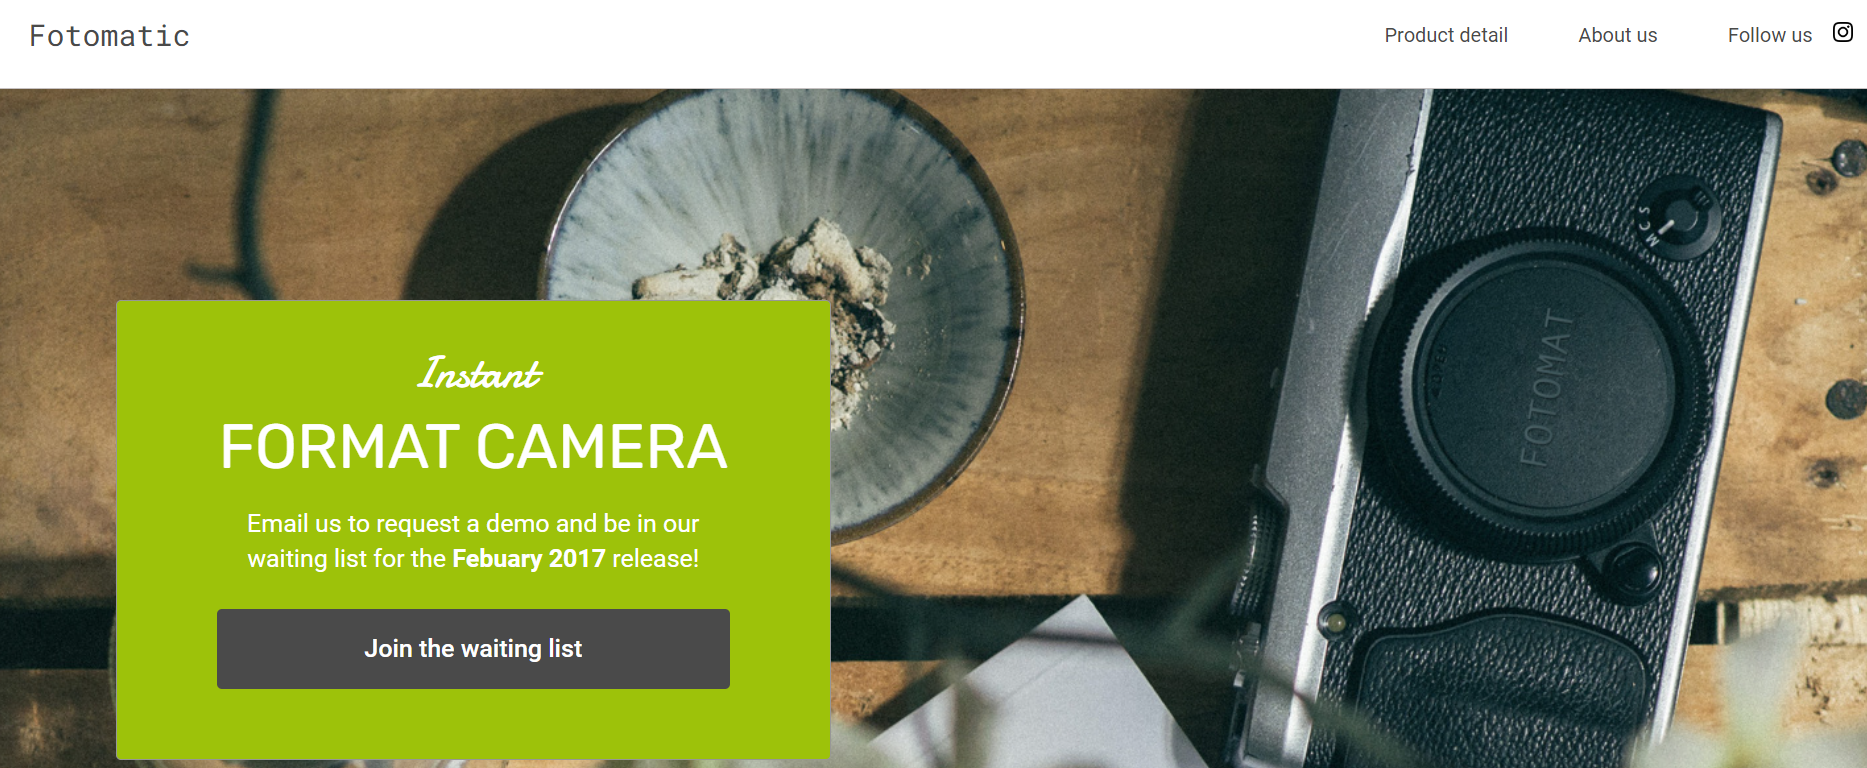 Fotomatic
Product detail
About us
Follow us
Instant
FORMAT CAMERA
Email us to request a demo and be in our
waiting list for the Febuary 2017 release!
Join the waiting list
M C S
FOTOMAT